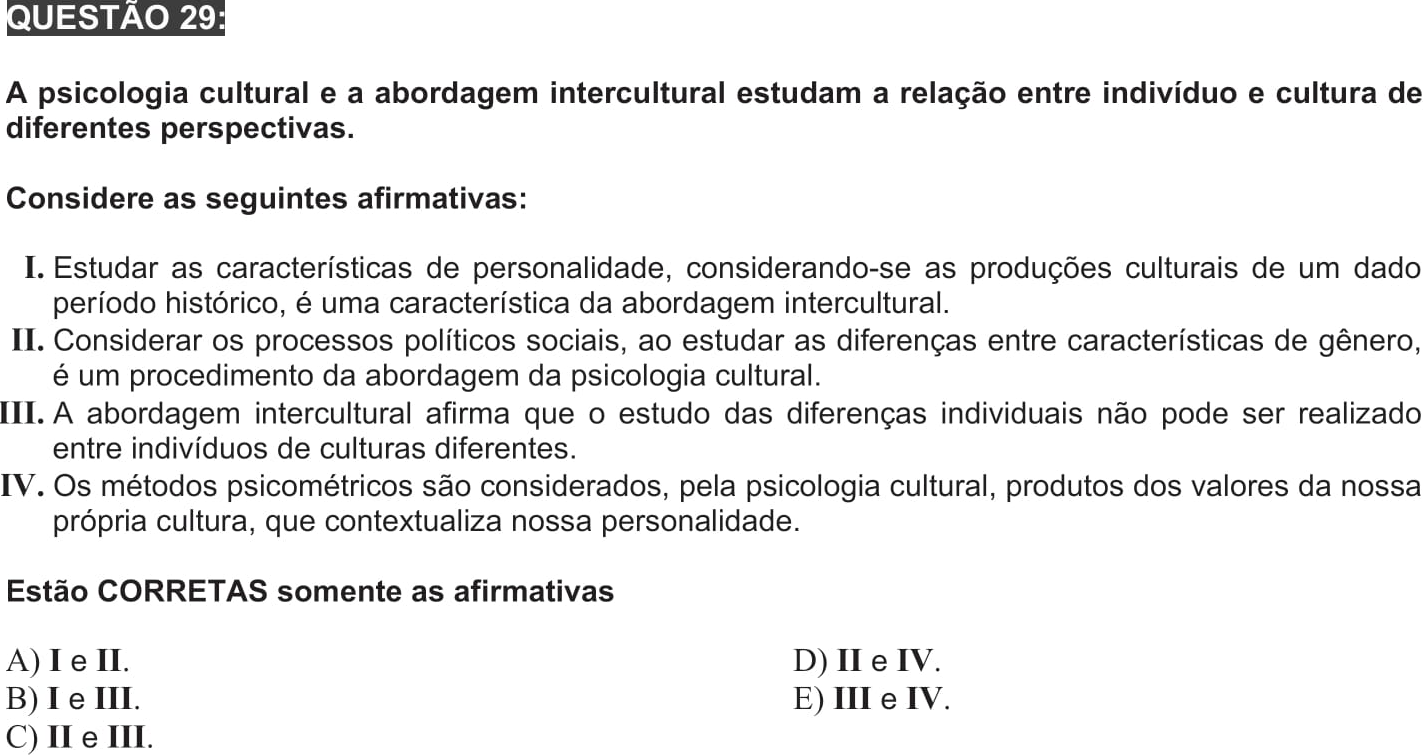 QUESTÃO 29:
A psicologia cultural e a abordagem intercultural estudam a relação entre indivíduo e cultura de
diferentes perspectivas.
Considere as seguintes afirmativas:
I. Estudar as características de personalidade, considerando-se as produções culturais de um dado
período histórico, é uma característica da abordagem intercultural.
II. Considerar os processos políticos sociais, ao estudar as diferenças entre características de gênero,
é um procedimento da abordagem da psicologia cultural.
III. A abordagem intercultural afirma que o estudo das diferenças individuais não pode ser realizado
entre indivíduos de culturas diferentes.
IV. Os métodos psicométricos são considerados, pela psicologia cultural, produtos dos valores da nossa
própria cultura, que contextualiza nossa personalidade.
Estão CORRETAS somente as afirmativas
A) I e II.
B) I e III.
C) II e III.
D) II e IV.
E) III e IV.